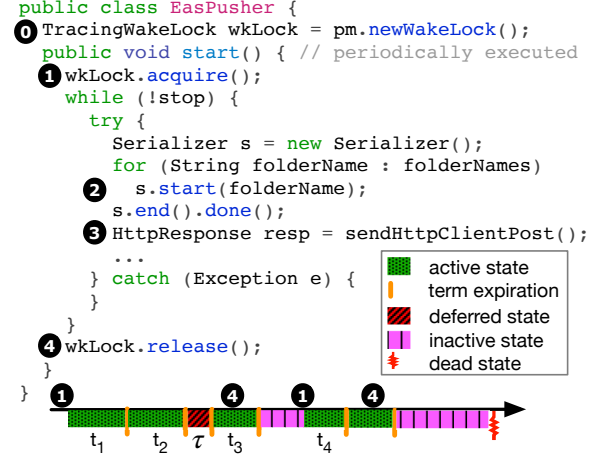 public class EasPusher {
0 TracingWakeLock wkLock = pm.newWakeLock();
public void start() { // periodically executed
1 wkLock.acquire();
while (!stop) {
try {
Serializer s = new Serializer();
for (String folderName : folderNames)
2 s.start(folderName);
s.end().done();
3 HttpResponse resp = sendHttpClientPost();
...
} catch (Exception e) {
}
}
4 wkLock.release();
}
}
active state
term expiration
deferred state
inactive state
dead state
1 4 1 4
t1 t2 τ t3 t4